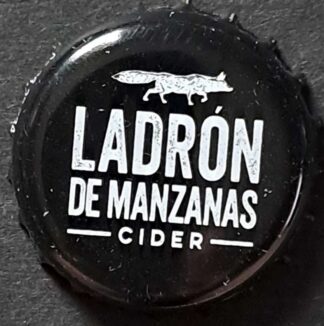 LADRÓN
DE MANZANAS
CIDER